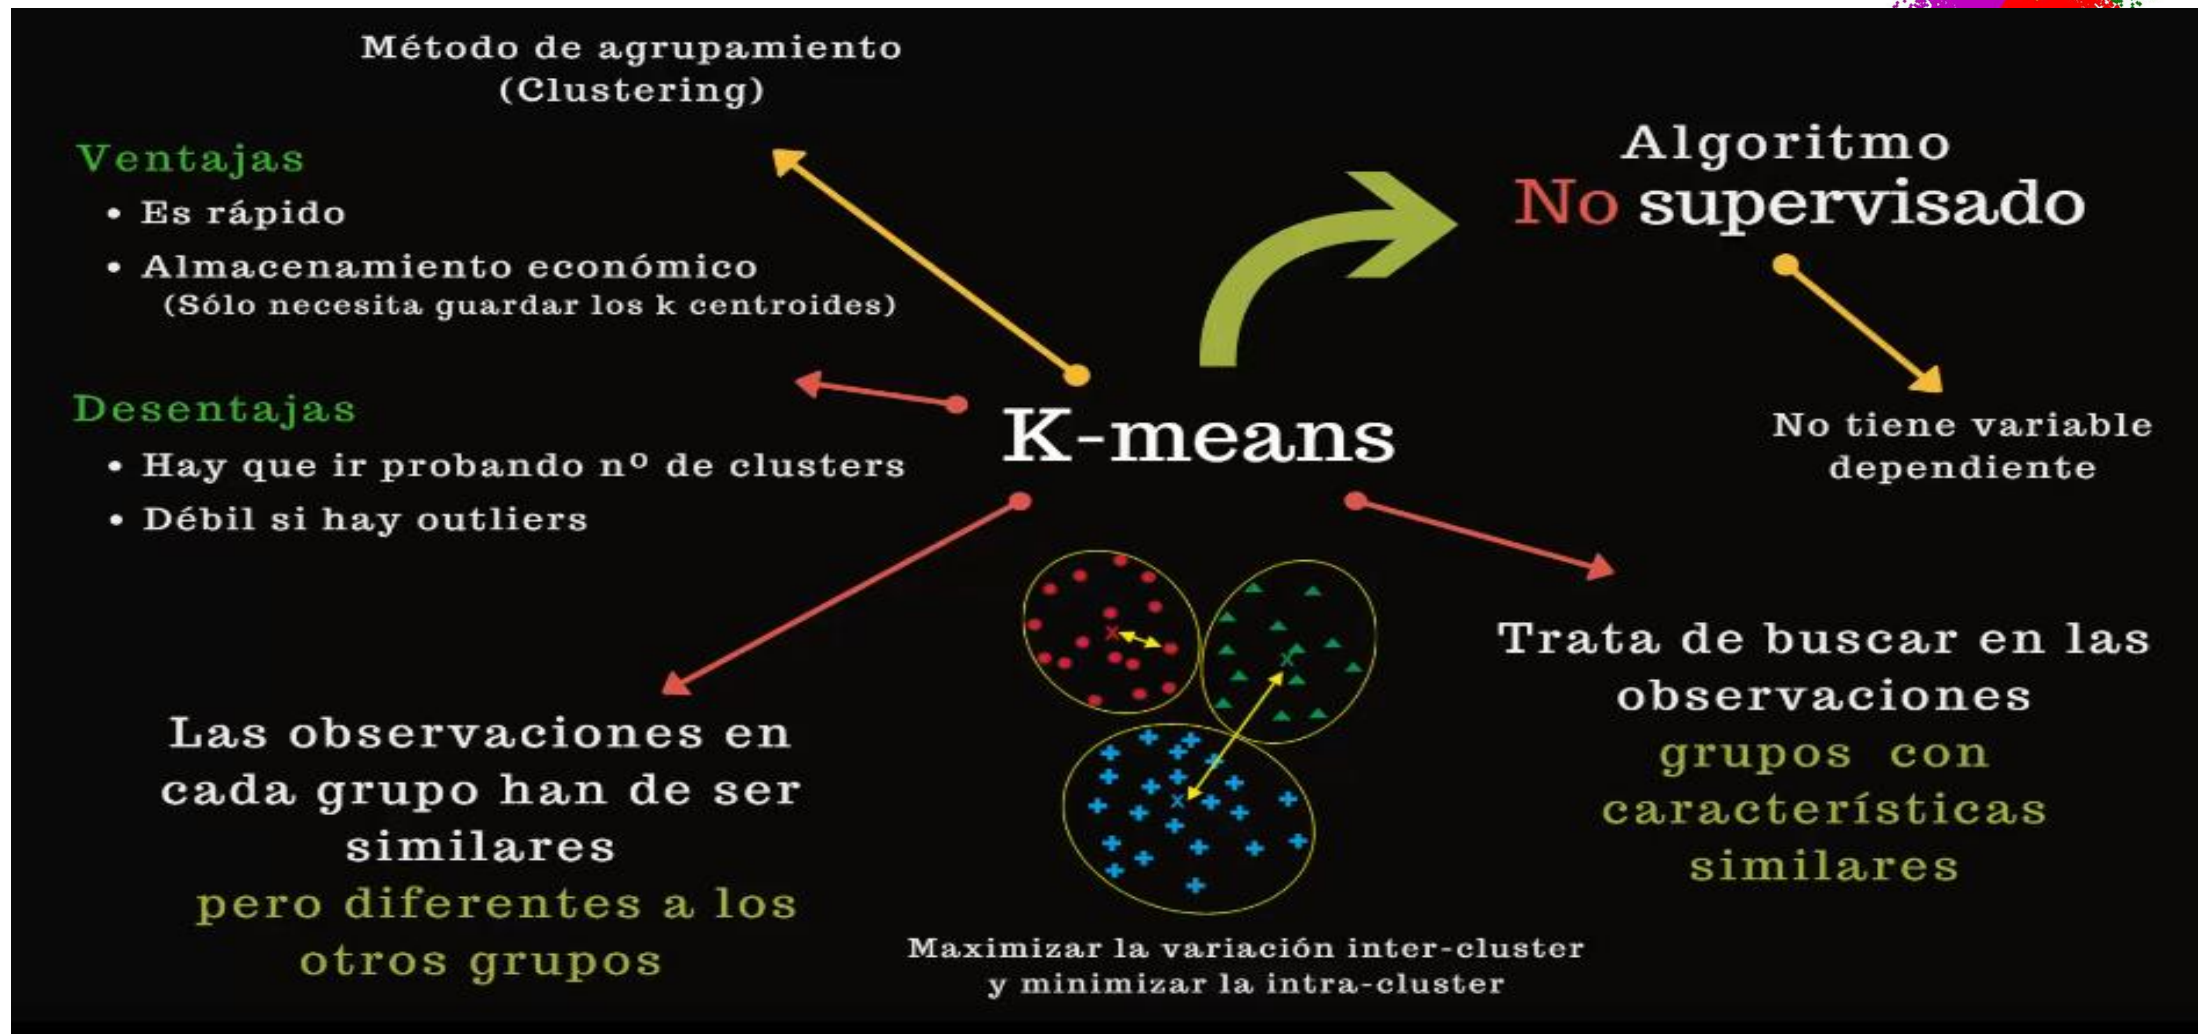 Método de agrupamiento
(Clustering)
Ventajas
• Es rápido
• Almacenamiento económico
(Sólo necesita guardar los k centroides)
Desentajas
• Hay que ir probando nº de clusters
• Débil si hay outliers
Algoritmo
No supervisado
No tiene variable
dependiente
K-means
Las observaciones en
cada grupo han de ser
similares
pero diferentes a los
otros grupos
Maximizar la variación inter-cluster
y minimizar la intra-cluster
Trata de buscar en las
observaciones
grupos con
características
similares